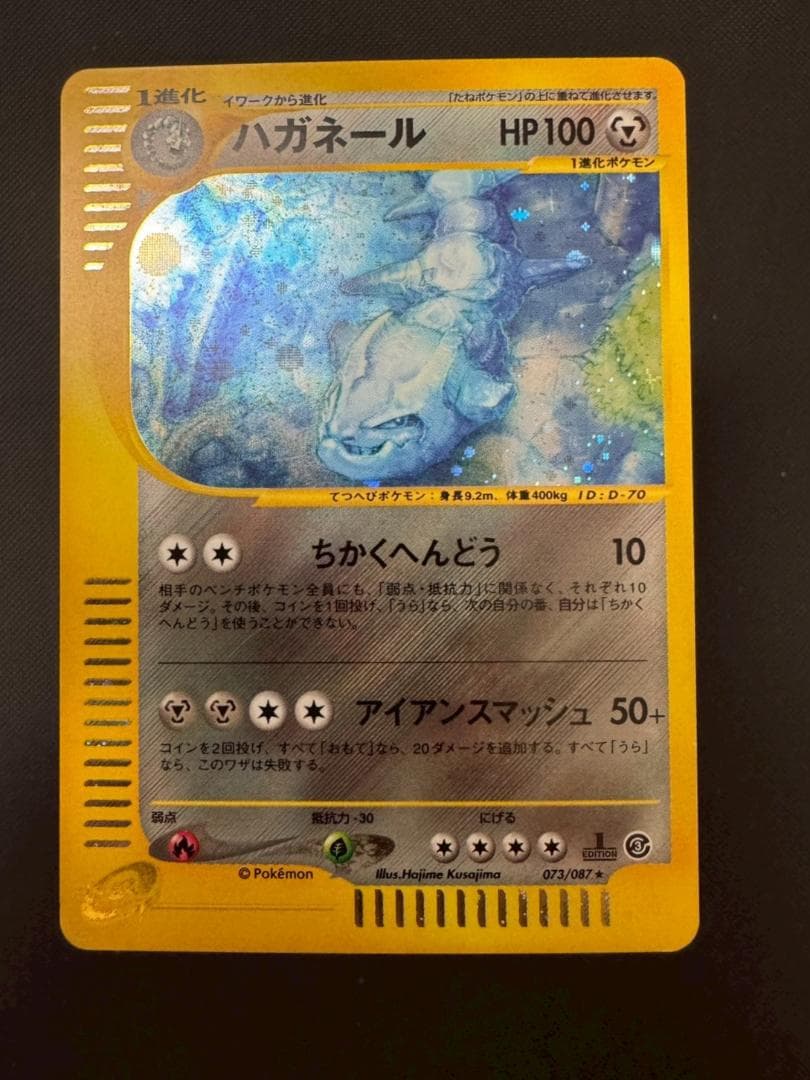 1進化 イワークから進化 「たねポケモン」の上に重ねて進化させます。
ハガネール HP100
1進化ポケモン
てつへびポケモン：身長9.2m、体重400kg ID：D-70
ちかくへんどう 10
相手のベンチポケモン全員にも、「弱点・抵抗力」に関係なく、それぞれ10
ダメージ。その後、コインを1回投げ、「うら」なら、次の自分の番、自分は「ちかく
へんどう」を使うことができない。
アイアンスマッシュ 50+
コインを2回投げ、すべて「おもて」なら、20ダメージを追加する。すべて「うら」
なら、このワザは失敗する。
弱点 抵抗力-30 にげる
1 EDITION 3
© Pokémon Illus.Hajime Kusajima 073/087★